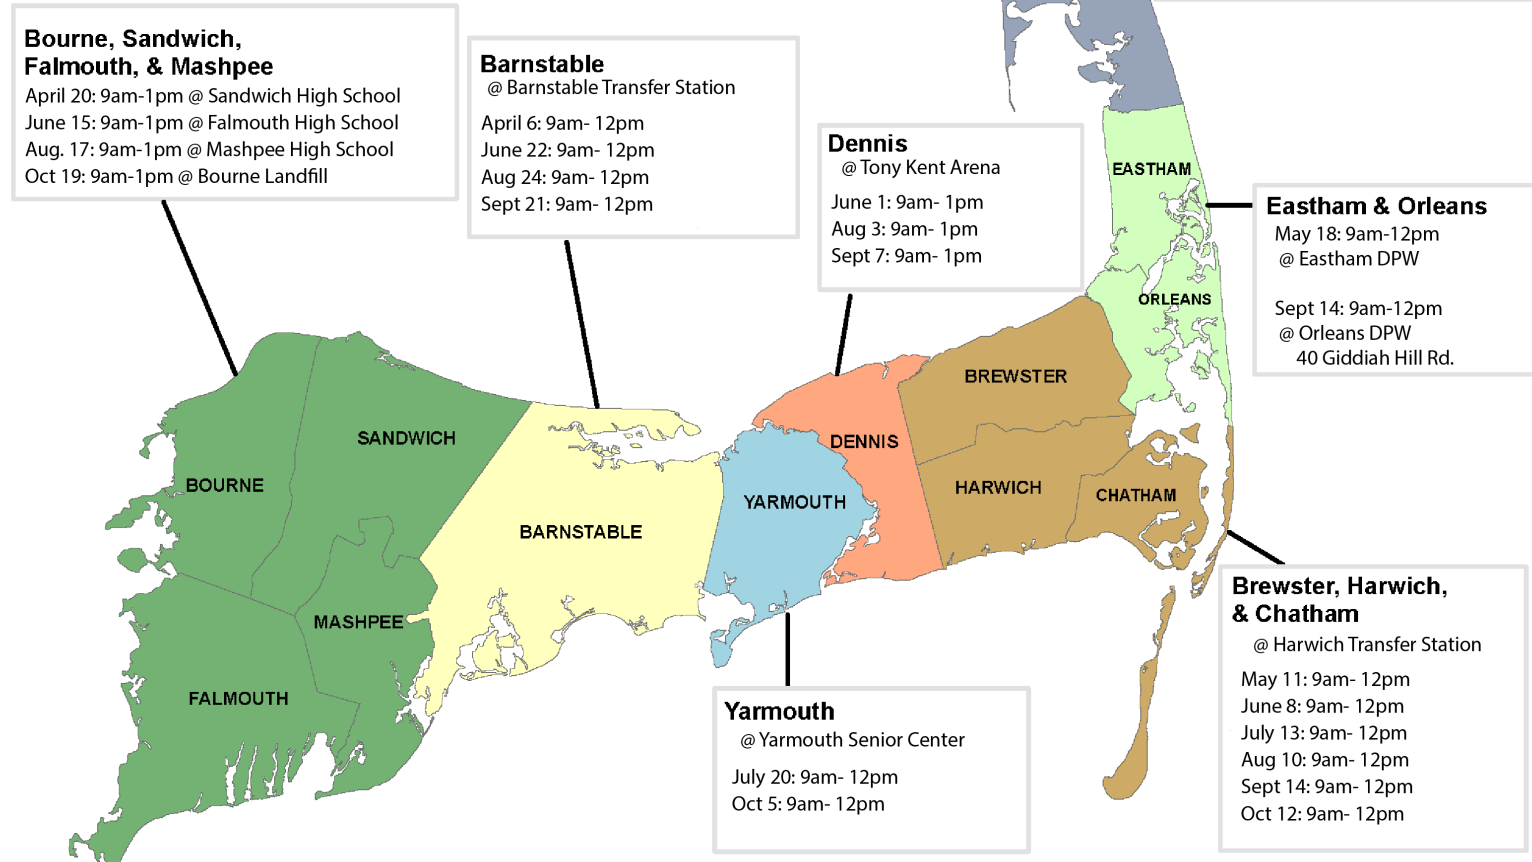 Bourne, Sandwich,
Falmouth, & Mashpee
April 20: 9am-1pm @ Sandwich High School
June 15: 9am-1pm @ Falmouth High School
Aug. 17: 9am-1pm @ Mashpee High School
Oct 19: 9am-1pm @ Bourne Landfill
Barnstable
@ Barnstable Transfer Station
April 6: 9am- 12pm
June 22: 9am- 12pm
Aug 24: 9am- 12pm
Sept 21: 9am- 12pm
Dennis
@ Tony Kent Arena
June 1: 9am- 1pm
Aug 3: 9am- 1pm
Sept 7: 9am- 1pm
Eastham & Orleans
May 18: 9am-12pm
@ Eastham DPW
Sept 14: 9am-12pm
@ Orleans DPW
40 Giddiah Hill Rd.
EASTHAM
ORLEANS
BREWSTER
SANDWICH
DENNIS
BOURNE
HARWICH
CHATHAM
YARMOUTH
BARNSTABLE
MASHPEE
FALMOUTH
Yarmouth
@ Yarmouth Senior Center
July 20: 9am- 12pm
Oct 5: 9am- 12pm
Brewster, Harwich,
& Chatham
@ Harwich Transfer Station
May 11: 9am- 12pm
June 8: 9am- 12pm
July 13: 9am- 12pm
Aug 10: 9am- 12pm
Sept 14: 9am- 12pm
Oct 12: 9am- 12pm